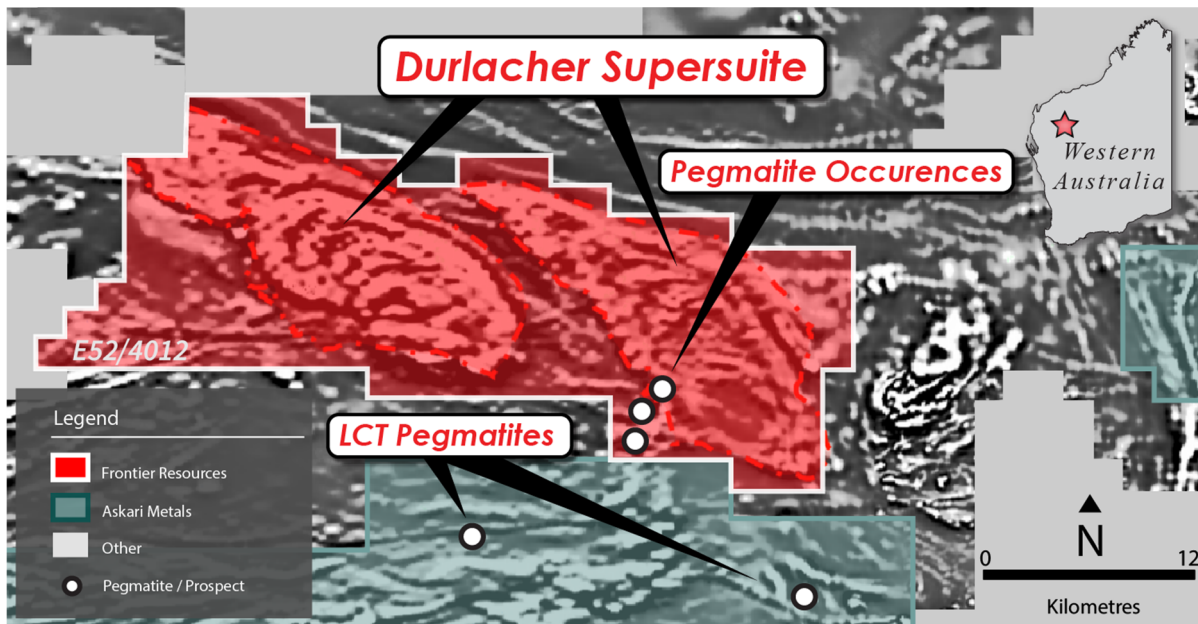 Durlacher Supersuite
Pegmatite Occurences
Western
Australia
E52/4012
LCT Pegmatites
Legend
Frontier Resources
Askari Metals
Other
Pegmatite / Prospect
N
0 12
Kilometres